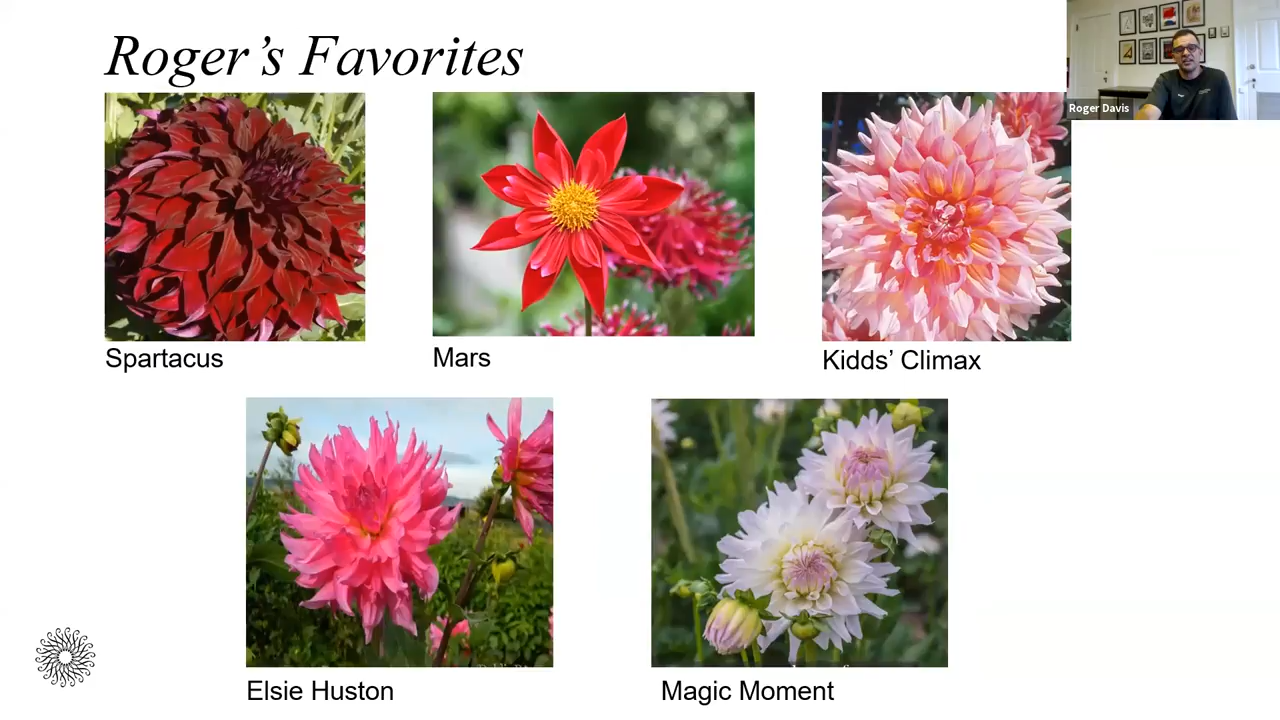 Roger’s Favorites
Roger Davis
Spartacus
Mars
Kidds’ Climax
Elsie Huston
Magic Moment